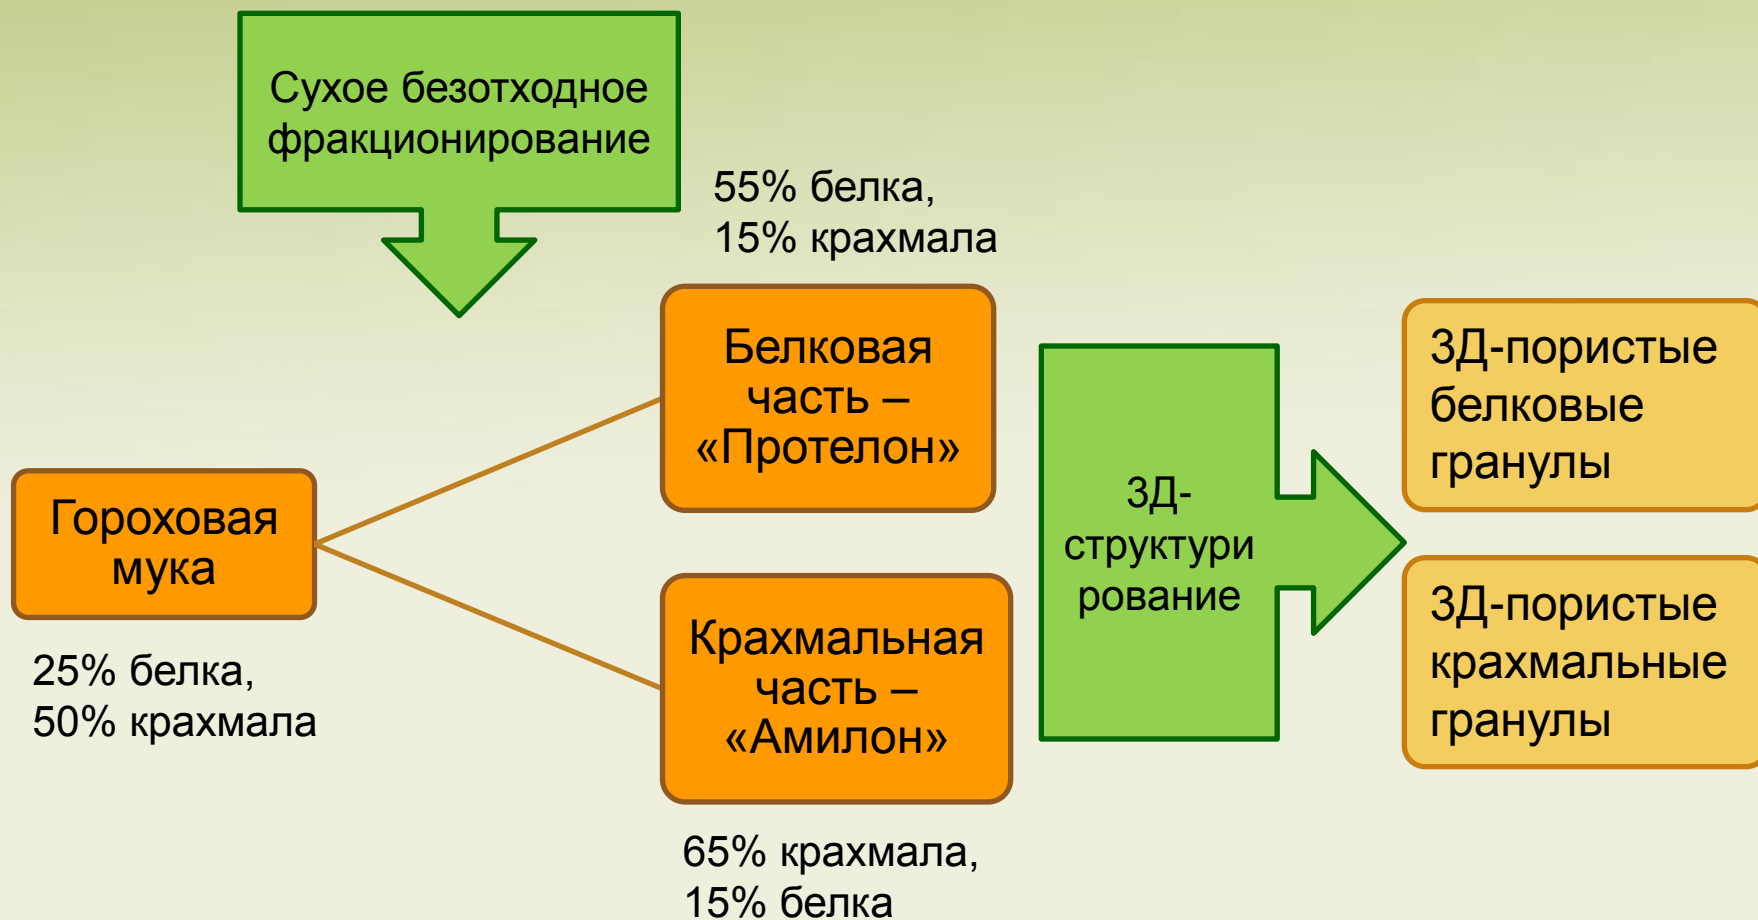 Сухое безотходное
фракционирование
55% белка,
15% крахмала
Белковая
часть –
«Протелон»
Гороховая
мука
25% белка,
50% крахмала
Крахмальная
часть –
«Амилон»
65% крахмала,
15% белка
3Д-
структури
рование
3Д-пористые
белковые
гранулы
3Д-пористые
крахмальные
гранулы